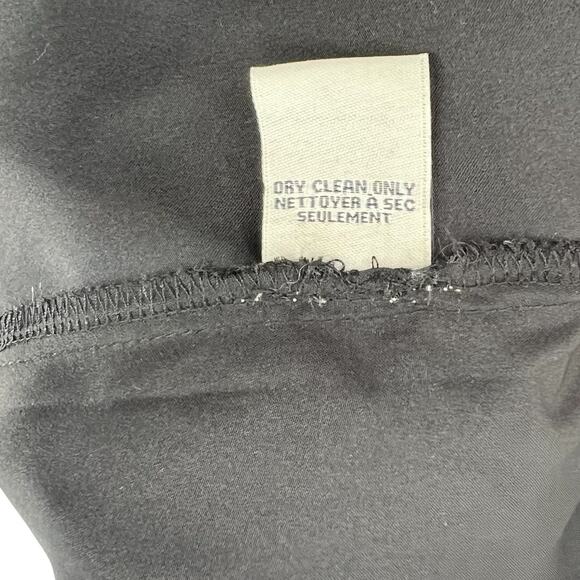 DRY CLEAN ONLY
NETTOYER À SEC
SEULEMENT